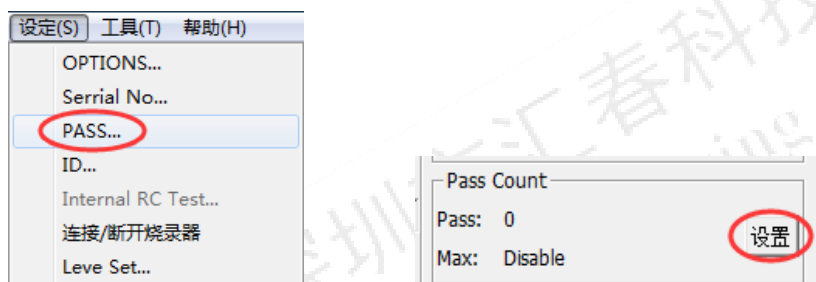 设定(S) 工具(T) 帮助(H)
OPTIONS...
Serrial No...
PASS...
ID...
Internal RC Test...
连接/断开烧录器
Leve Set...
Pass Count
Pass: 0
设置
Max: Disable